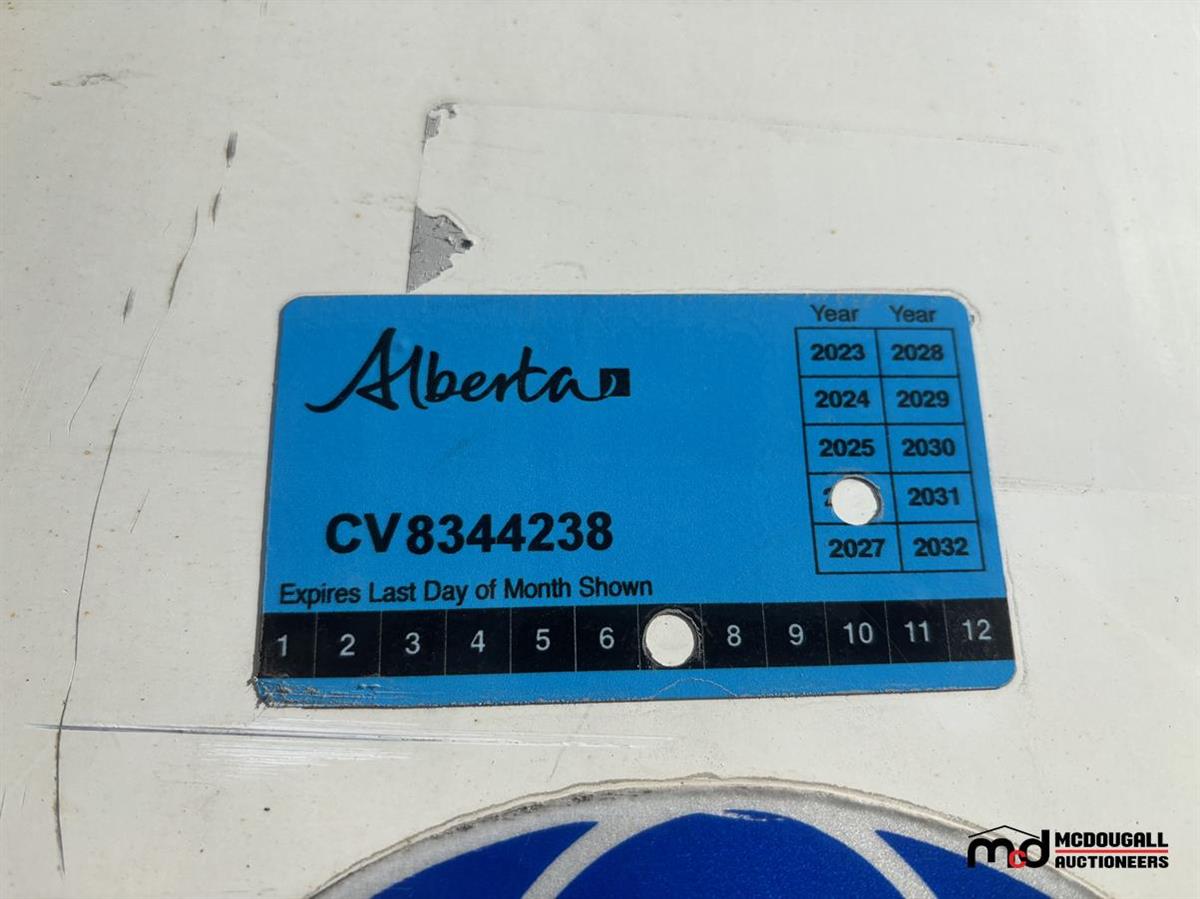 Alberta
Year Year
2023 2028
2024 2029
2025 2030
2031
2027 2032
CV8344238
Expires Last Day of Month Shown
1 2 3 4 5 6 8 9 10 11 12
mcd MCDOUGALL
AUCTIONEERS